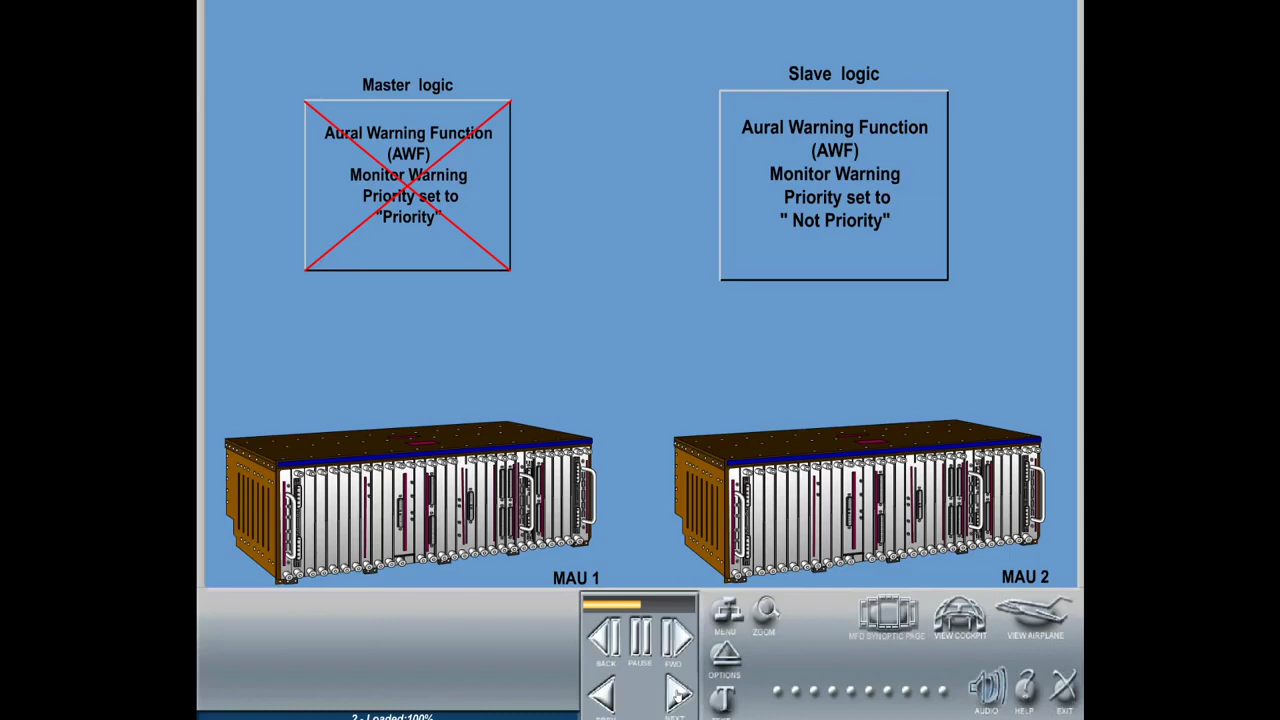 Master logic
Aural Warning Function
(AWF)
Monitor Warning
Priority set to
"Priority"
Slave logic
Aural Warning Function
(AWF)
Monitor Warning
Priority set to
" Not Priority"
MAU 1
MAU 2
BACK
PAUSE
FWD
MENU
ZOOM
OPTIONS
MFD SYNOPTIC PAGE
VIEW COCKPIT
VIEW AIRPLANE
AUDIO
HELP
EXIT
NEXT
2 - Loaded:100%